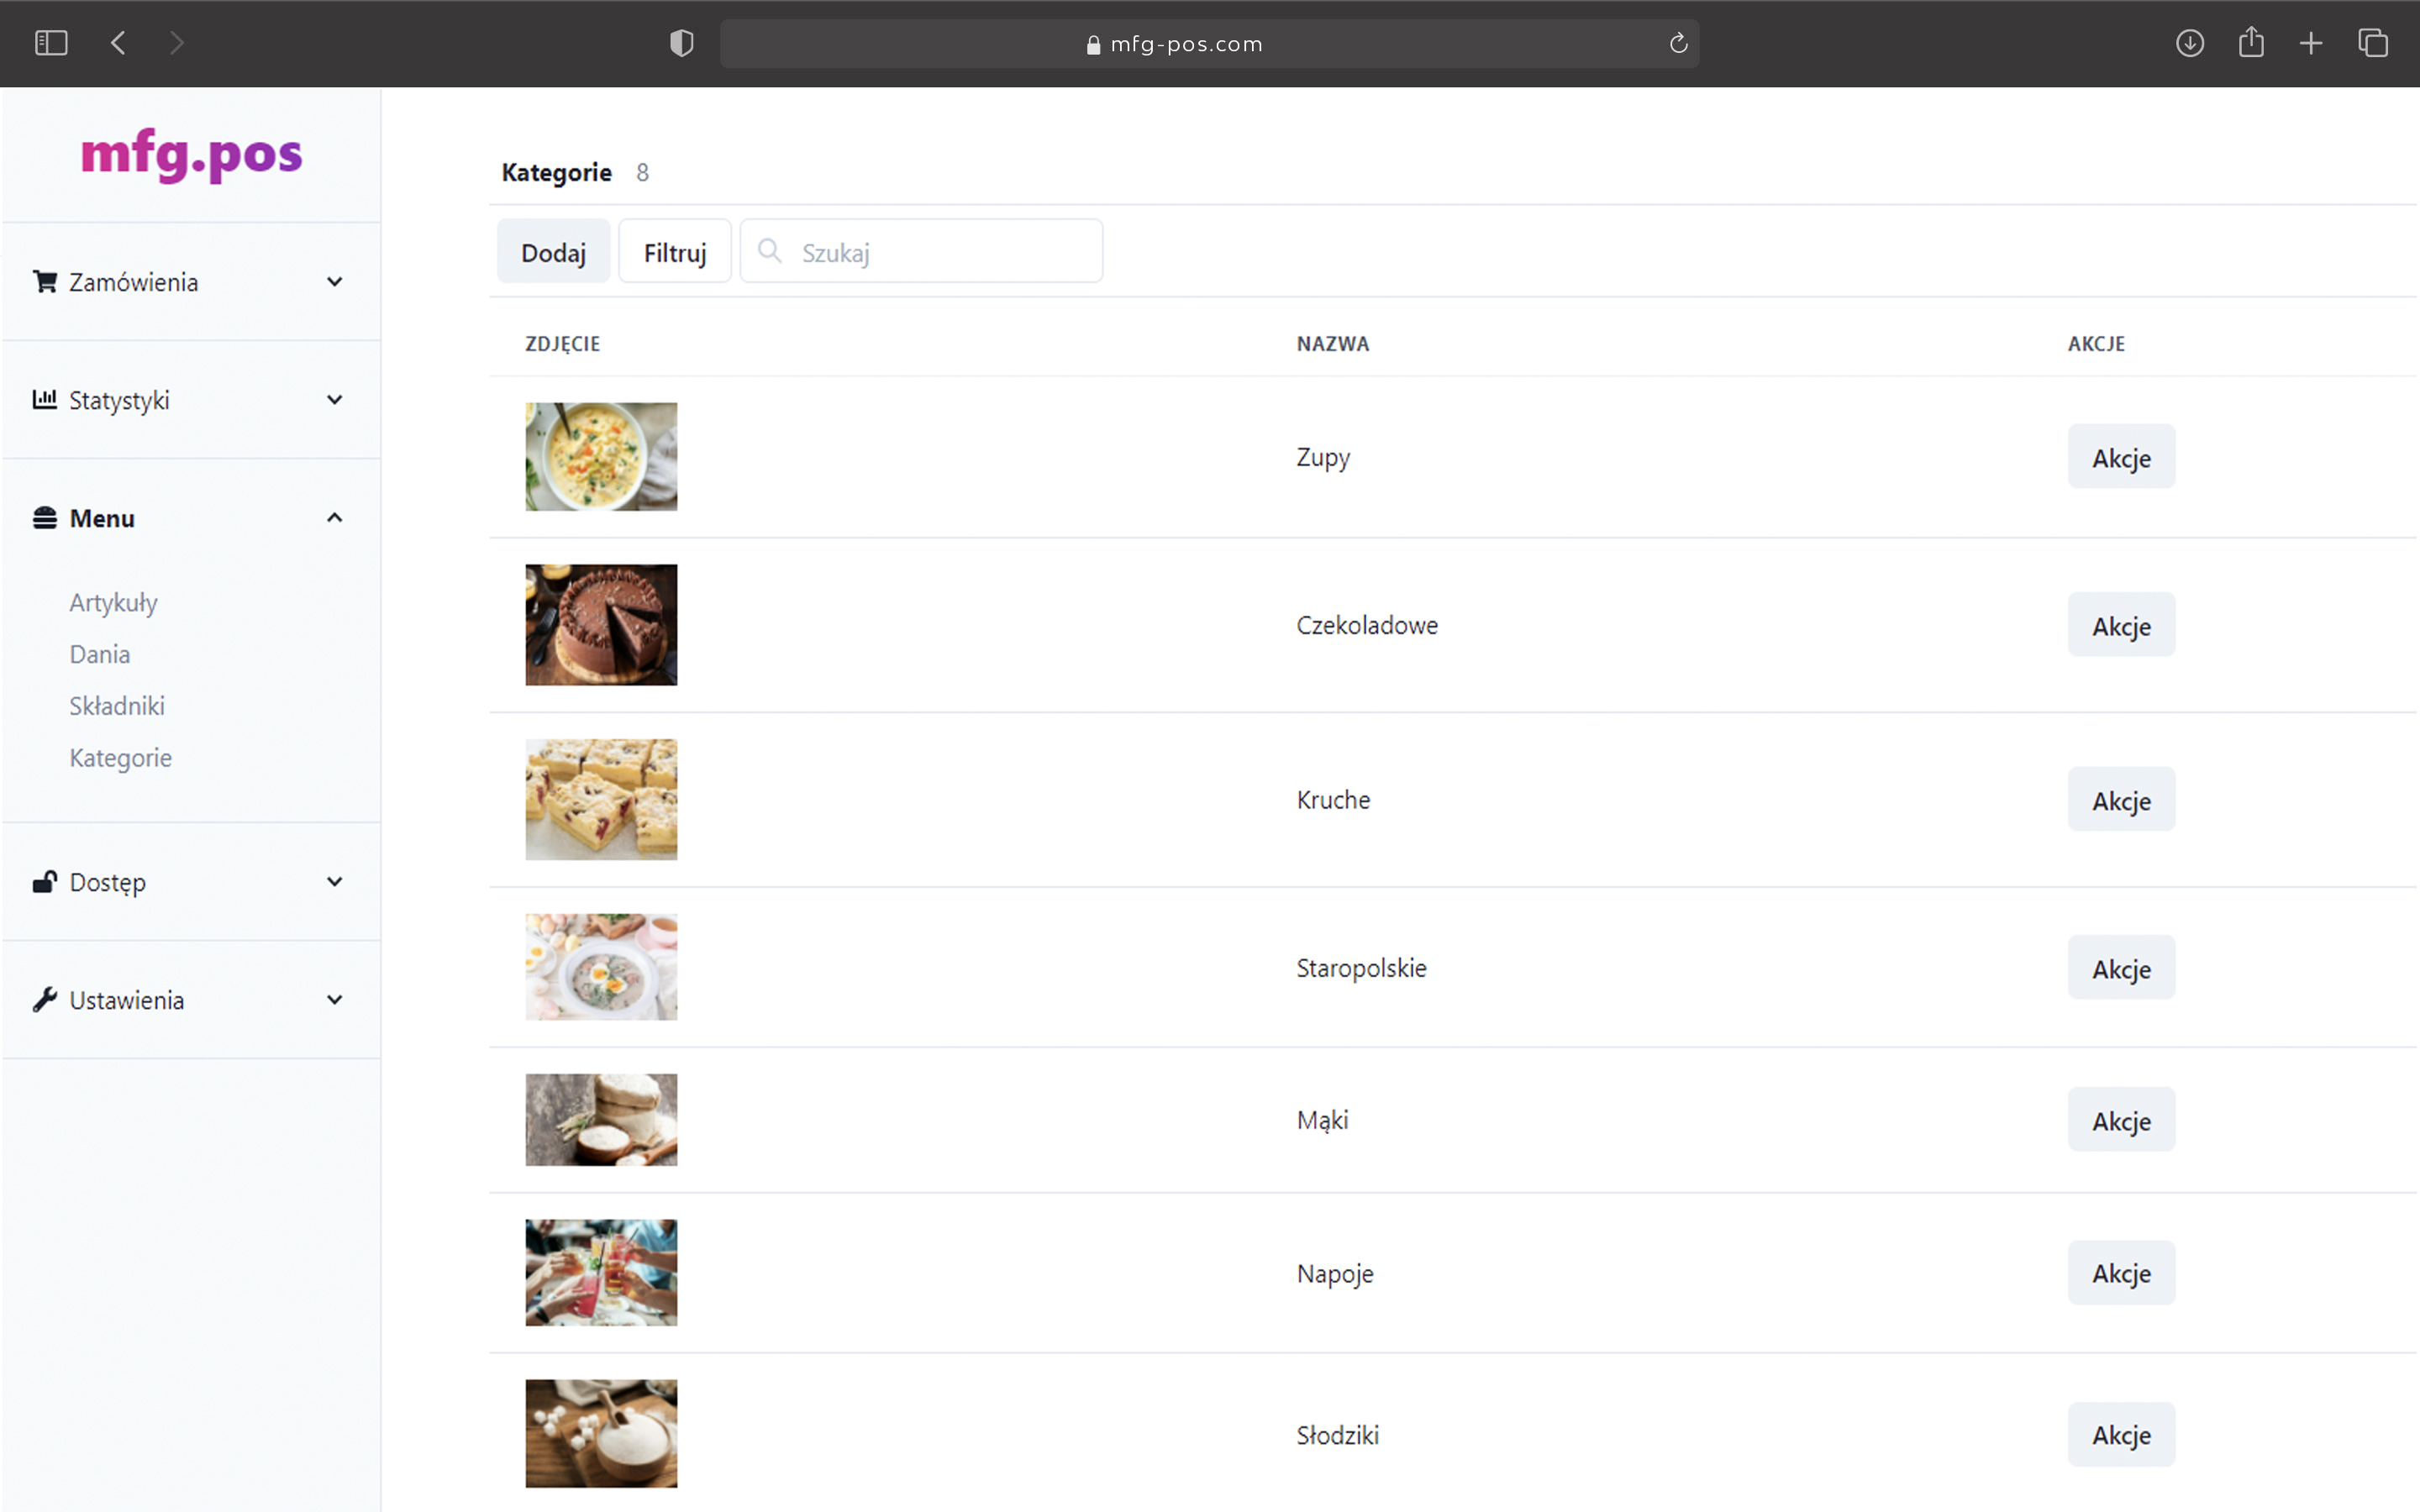 mfg-pos.com
mfg.pos
Zamówienia
Statystyki
Menu
Artykuły
Dania
Składniki
Kategorie
Dostęp
Ustawienia
Kategorie 8
Dodaj Filtruj Szukaj
ZDJĘCIE NAZWA AKCJE
Zupy Akcje
Czekoladowe Akcje
Kruche Akcje
Staropolskie Akcje
Mąki Akcje
Napoje Akcje
Słodziki Akcje